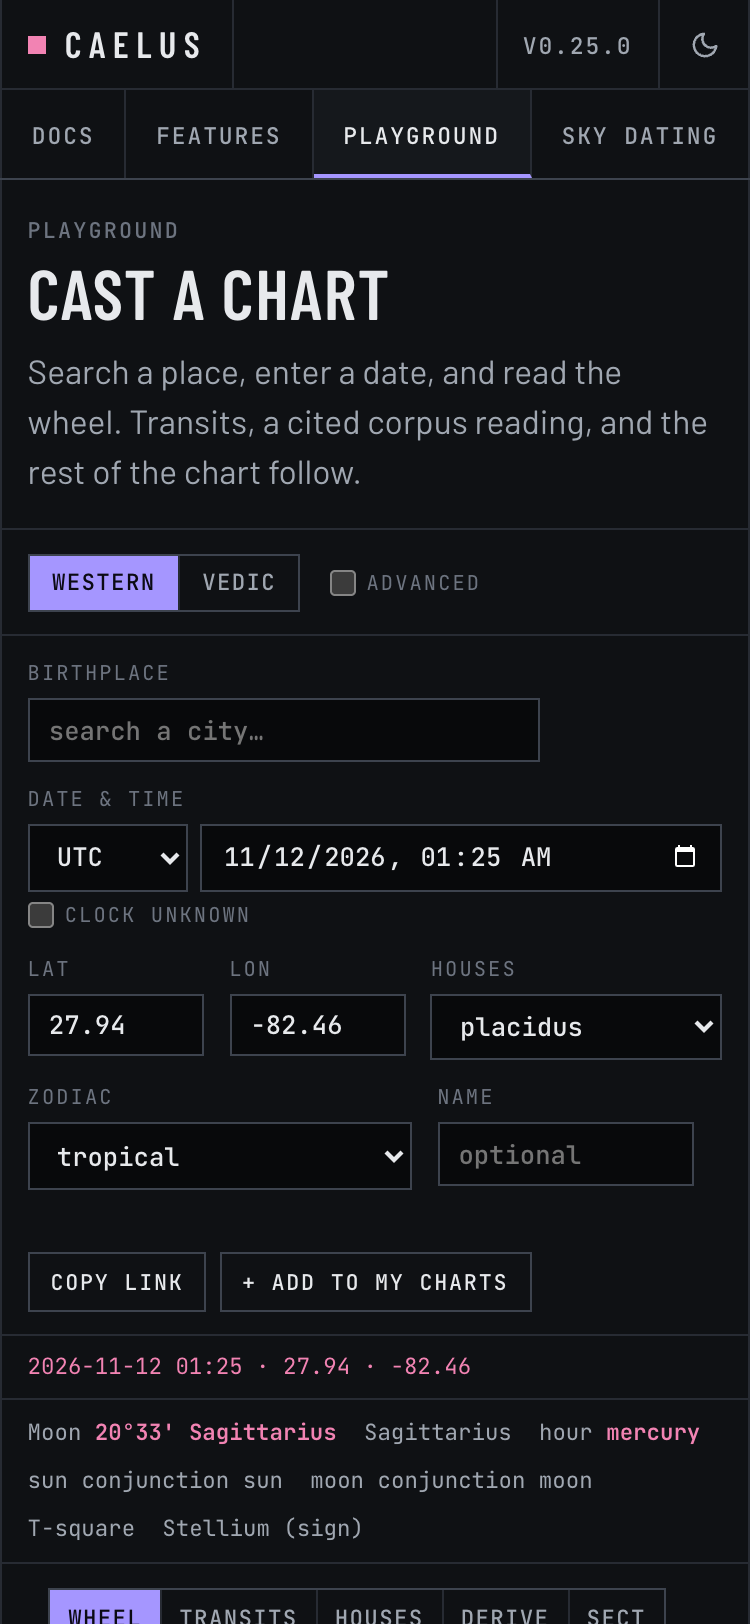 CAELUS
V0.25.0
DOCS FEATURES PLAYGROUND SKY DATING
PLAYGROUND
CAST A CHART
Search a place, enter a date, and read the
wheel. Transits, a cited corpus reading, and the
rest of the chart follow.
WESTERN VEDIC ADVANCED
BIRTHPLACE
search a city…
DATE & TIME
UTC 11/12/2026, 01:25 AM
CLOCK UNKNOWN
LAT LON HOUSES
27.94 -82.46 placidus
ZODIAC NAME
tropical optional
COPY LINK + ADD TO MY CHARTS
2026-11-12 01:25 · 27.94 · -82.46
Moon 20°33' Sagittarius Sagittarius hour mercury
sun conjunction sun moon conjunction moon
T-square Stellium (sign)
WHEEL TRANSITS HOUSES DERIVE SECT